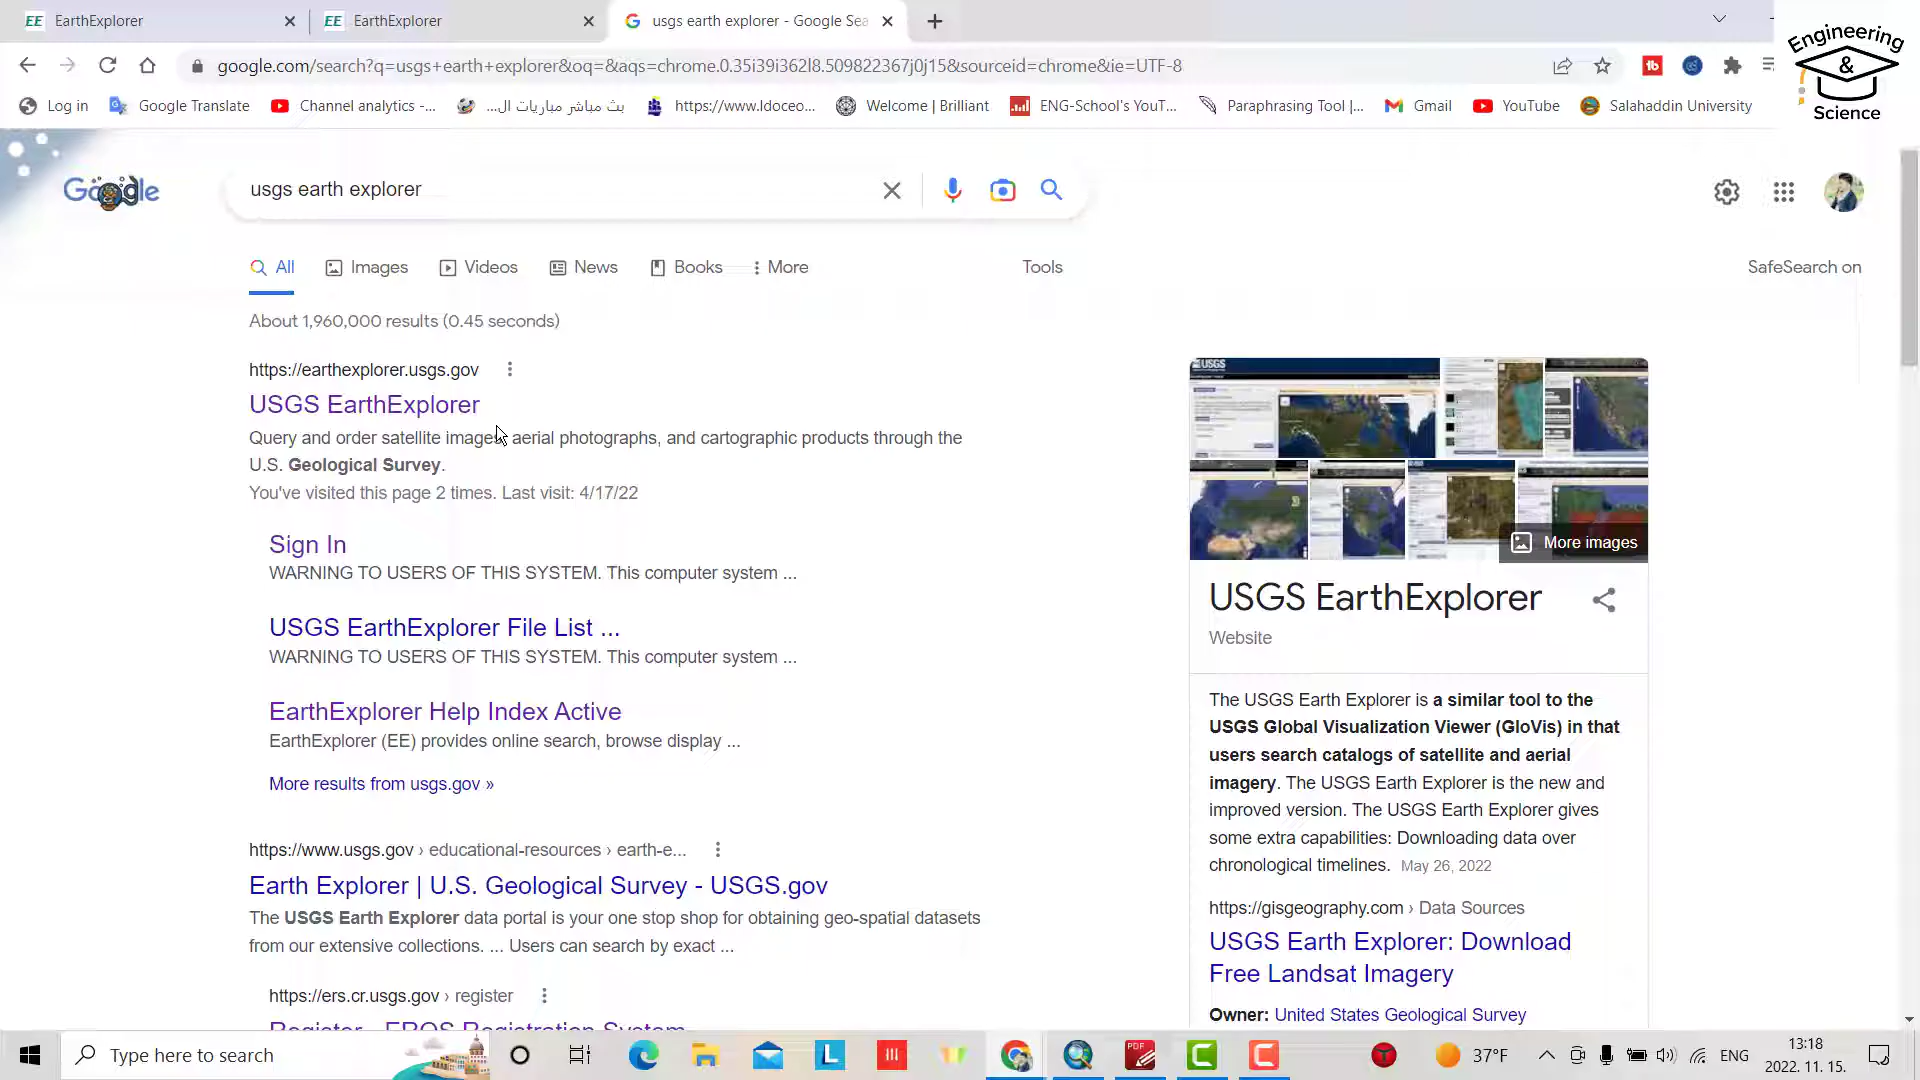 EE EarthExplorer
EE EarthExplorer
usgs earth explorer - Google Sea
google.com/search?q=usgs+earth+explorer&oq=&aqs=chrome.0.35i39i362l8.509822367j0j15&sourceid=chrome&ie=UTF-8
Engineering
&
Science
Log in
Google Translate
Channel analytics -...
بث مباشر مباريات ال...
https://www.ldoceo...
Welcome | Brilliant
ENG-School's YouT...
Paraphrasing Tool |...
Gmail
YouTube
Salahaddin University
Google
usgs earth explorer
All
Images
Videos
News
Books
More
Tools
SafeSearch on
About 1,960,000 results (0.45 seconds)
https://earthexplorer.usgs.gov
USGS EarthExplorer
Query and order satellite images, aerial photographs, and cartographic products through the
U.S. Geological Survey.
You've visited this page 2 times. Last visit: 4/17/22
Sign In
WARNING TO USERS OF THIS SYSTEM. This computer system ...
USGS EarthExplorer File List ...
WARNING TO USERS OF THIS SYSTEM. This computer system ...
EarthExplorer Help Index Active
EarthExplorer (EE) provides online search, browse display ...
More results from usgs.gov »
https://www.usgs.gov › educational-resources › earth-e...
Earth Explorer | U.S. Geological Survey - USGS.gov
The USGS Earth Explorer data portal is your one stop shop for obtaining geo-spatial datasets
from our extensive collections. ... Users can search by exact ...
https://ers.cr.usgs.gov › register
Register - EROS Registration System
USGS
More images
USGS EarthExplorer
Website
The USGS Earth Explorer is a similar tool to the
USGS Global Visualization Viewer (GloVis) in that
users search catalogs of satellite and aerial
imagery. The USGS Earth Explorer is the new and
improved version. The USGS Earth Explorer gives
some extra capabilities: Downloading data over
chronological timelines. May 26, 2022
https://gisgeography.com › Data Sources
USGS Earth Explorer: Download
Free Landsat Imagery
Owner: United States Geological Survey
Type here to search
37°F
ENG
13:18
2022. 11. 15.